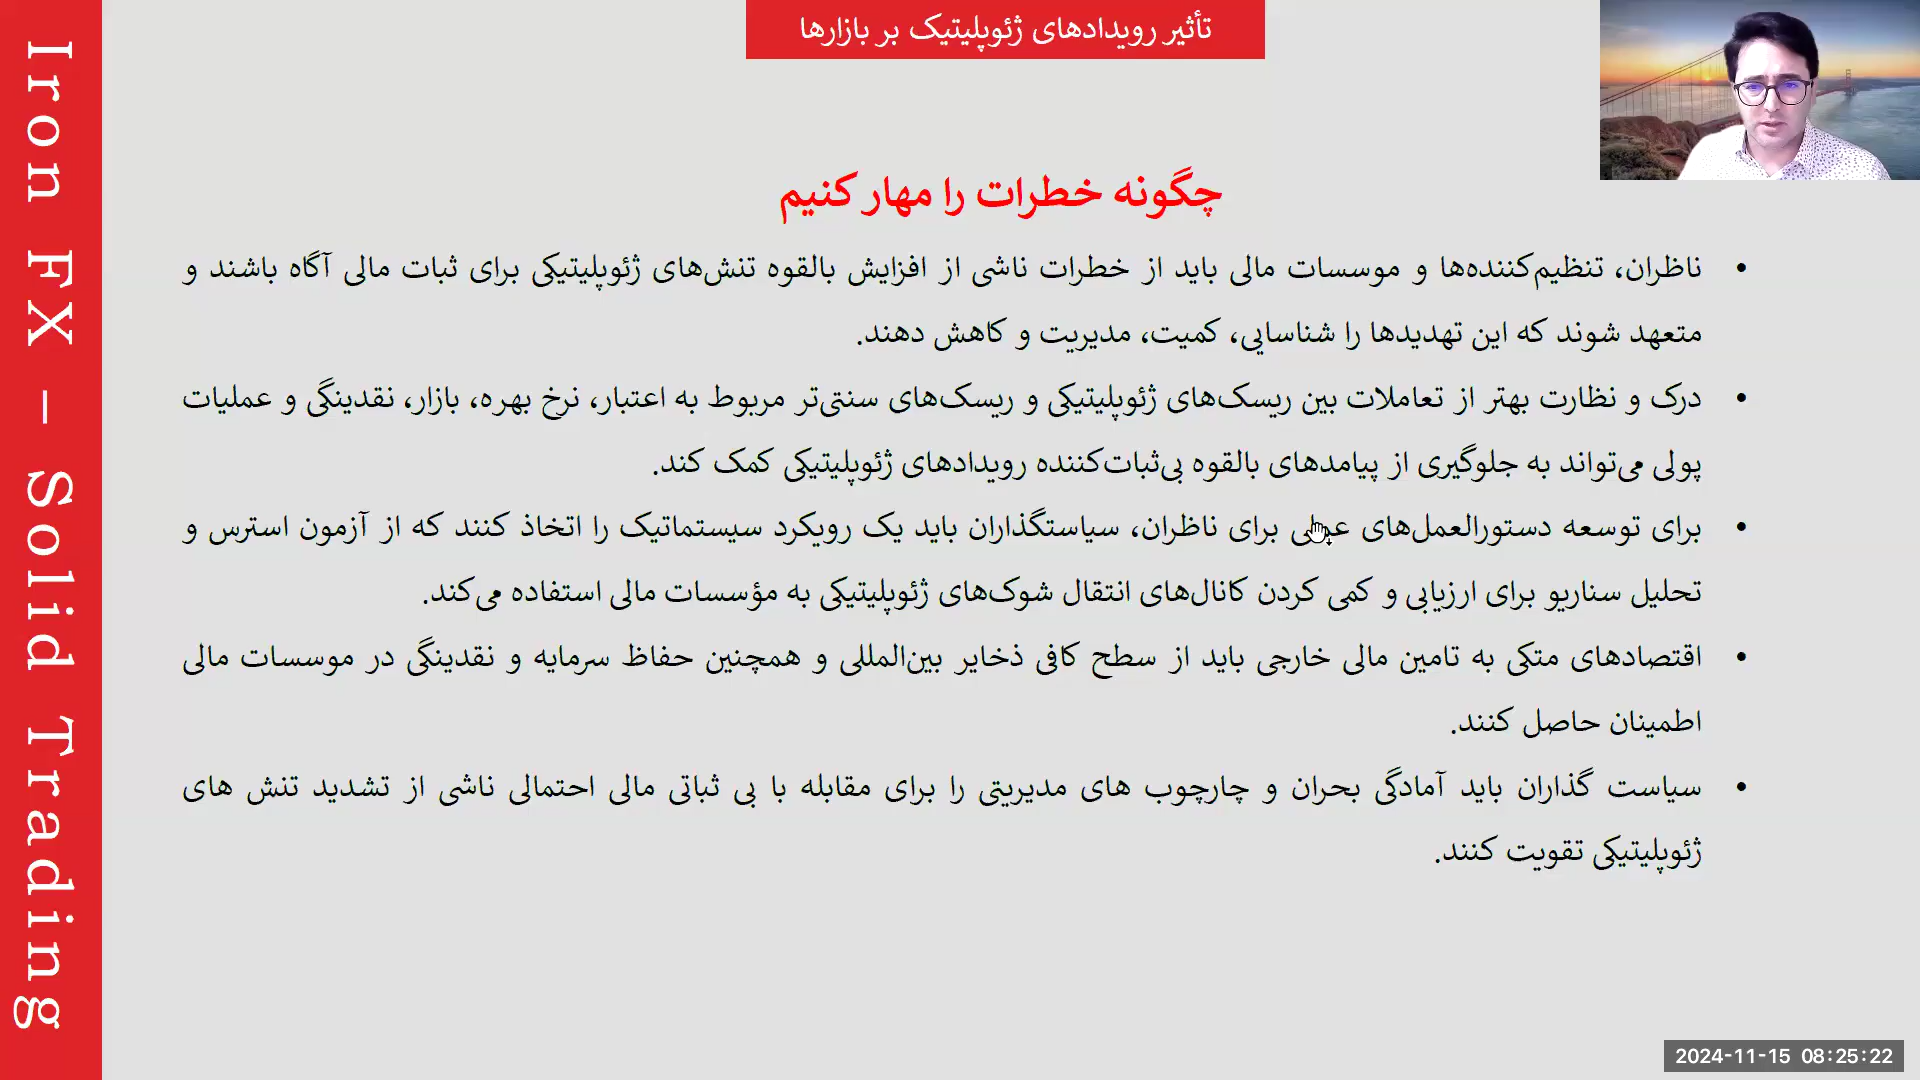 تأثیر رویدادهای ژئوپلیتیک بر بازارها
چگونه خطرات را مهار کنیم
• ناظران، تنظیم‌کننده‌ها و موسسات مالی باید از خطرات ناشی از افزایش بالقوه تنش‌های ژئوپلیتیکی برای ثبات مالی آگاه باشند و
متعهد شوند که این تهدیدها را شناسایی، کمیت، مدیریت و کاهش دهند.
• درک و نظارت بهتر از تعاملات بین ریسک‌های ژئوپلیتیکی و ریسک‌های سنتی‌تر مربوط به اعتبار، نرخ بهره، بازار، نقدینگی و عملیات
پولی می‌تواند به جلوگیری از پیامدهای بالقوه بی‌ثبات‌کننده رویدادهای ژئوپلیتیکی کمک کند.
• برای توسعه دستورالعمل‌های عملی برای ناظران، سیاستگذاران باید یک رویکرد سیستماتیک را اتخاذ کنند که از آزمون استرس و
تحلیل سناریو برای ارزیابی و کمی کردن کانال‌های انتقال شوک‌های ژئوپلیتیکی به مؤسسات مالی استفاده می‌کند.
• اقتصادهای متکی به تامین مالی خارجی باید از سطح کافی ذخایر بین‌المللی و همچنین حفاظ سرمایه و نقدینگی در موسسات مالی
اطمینان حاصل کنند.
• سیاست گذاران باید آمادگی بحران و چارچوب های مدیریتی را برای مقابله با بی ثباتی مالی احتمالی ناشی از تشدید تنش های
ژئوپلیتیکی تقویت کنند.
Iron FX – Solid Trading
2024-11-15 08:25:22